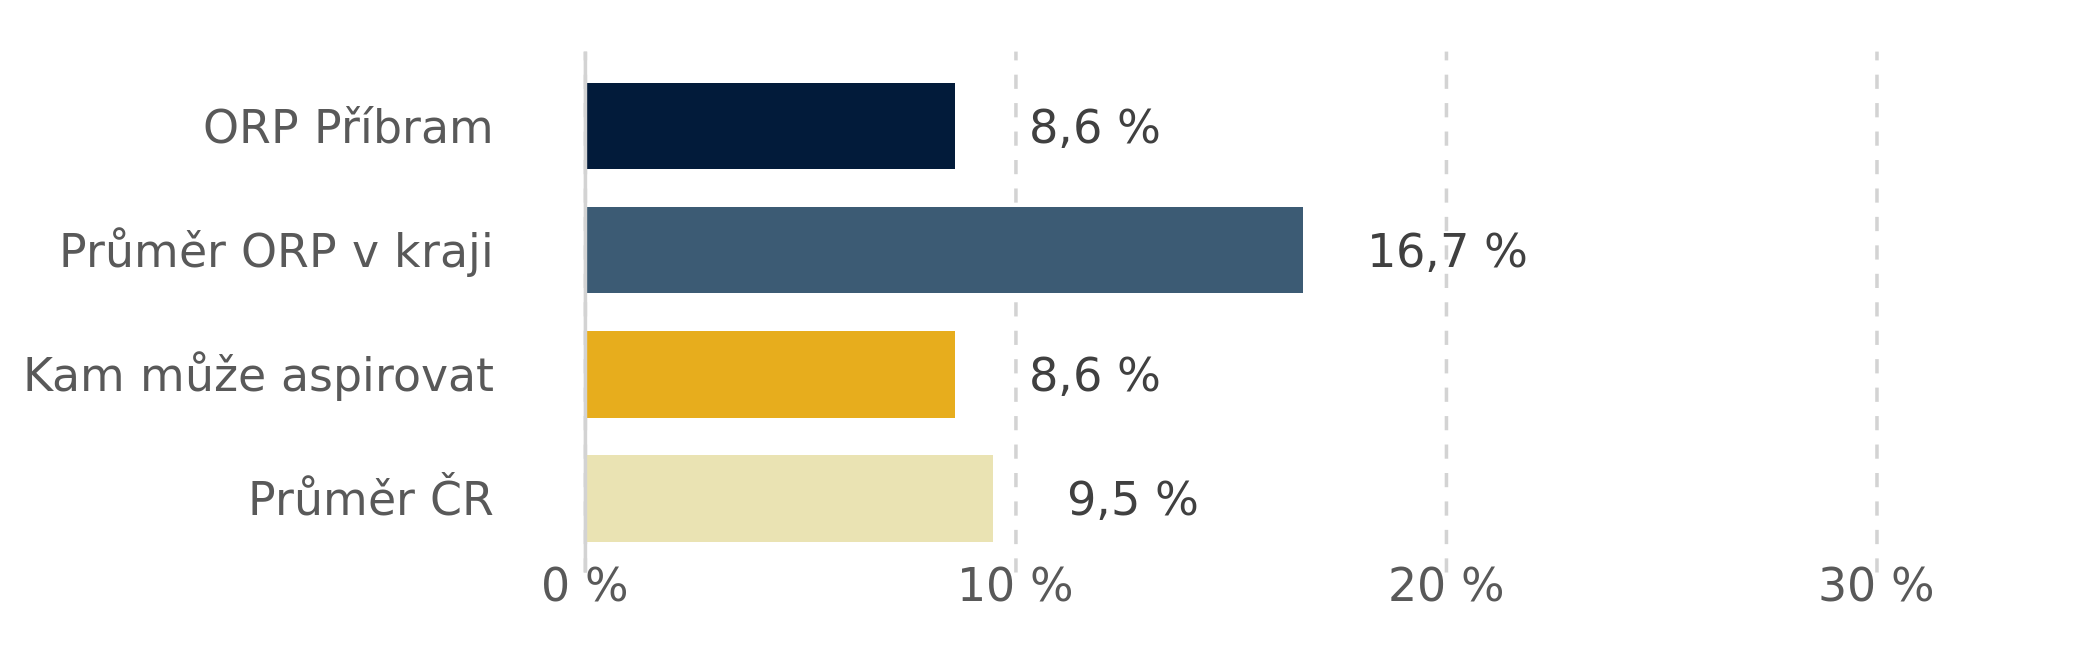 ORP Příbram 8,6 %
Průměr ORP v kraji 16,7 %
Kam může aspirovat 8,6 %
Průměr ČR 9,5 %
0 % 10 % 20 % 30 %